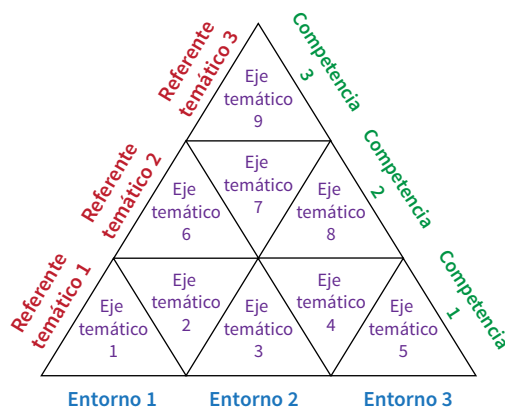 Referente
temático 3
Competencia
3
Eje
temático
9
Referente
temático 2
Competencia
2
Eje
temático
6
Eje
temático
7
Eje
temático
8
Referente
temático 1
Competencia
1
Eje
temático
1
Eje
temático
2
Eje
temático
3
Eje
temático
4
Eje
temático
5
Entorno 1
Entorno 2
Entorno 3